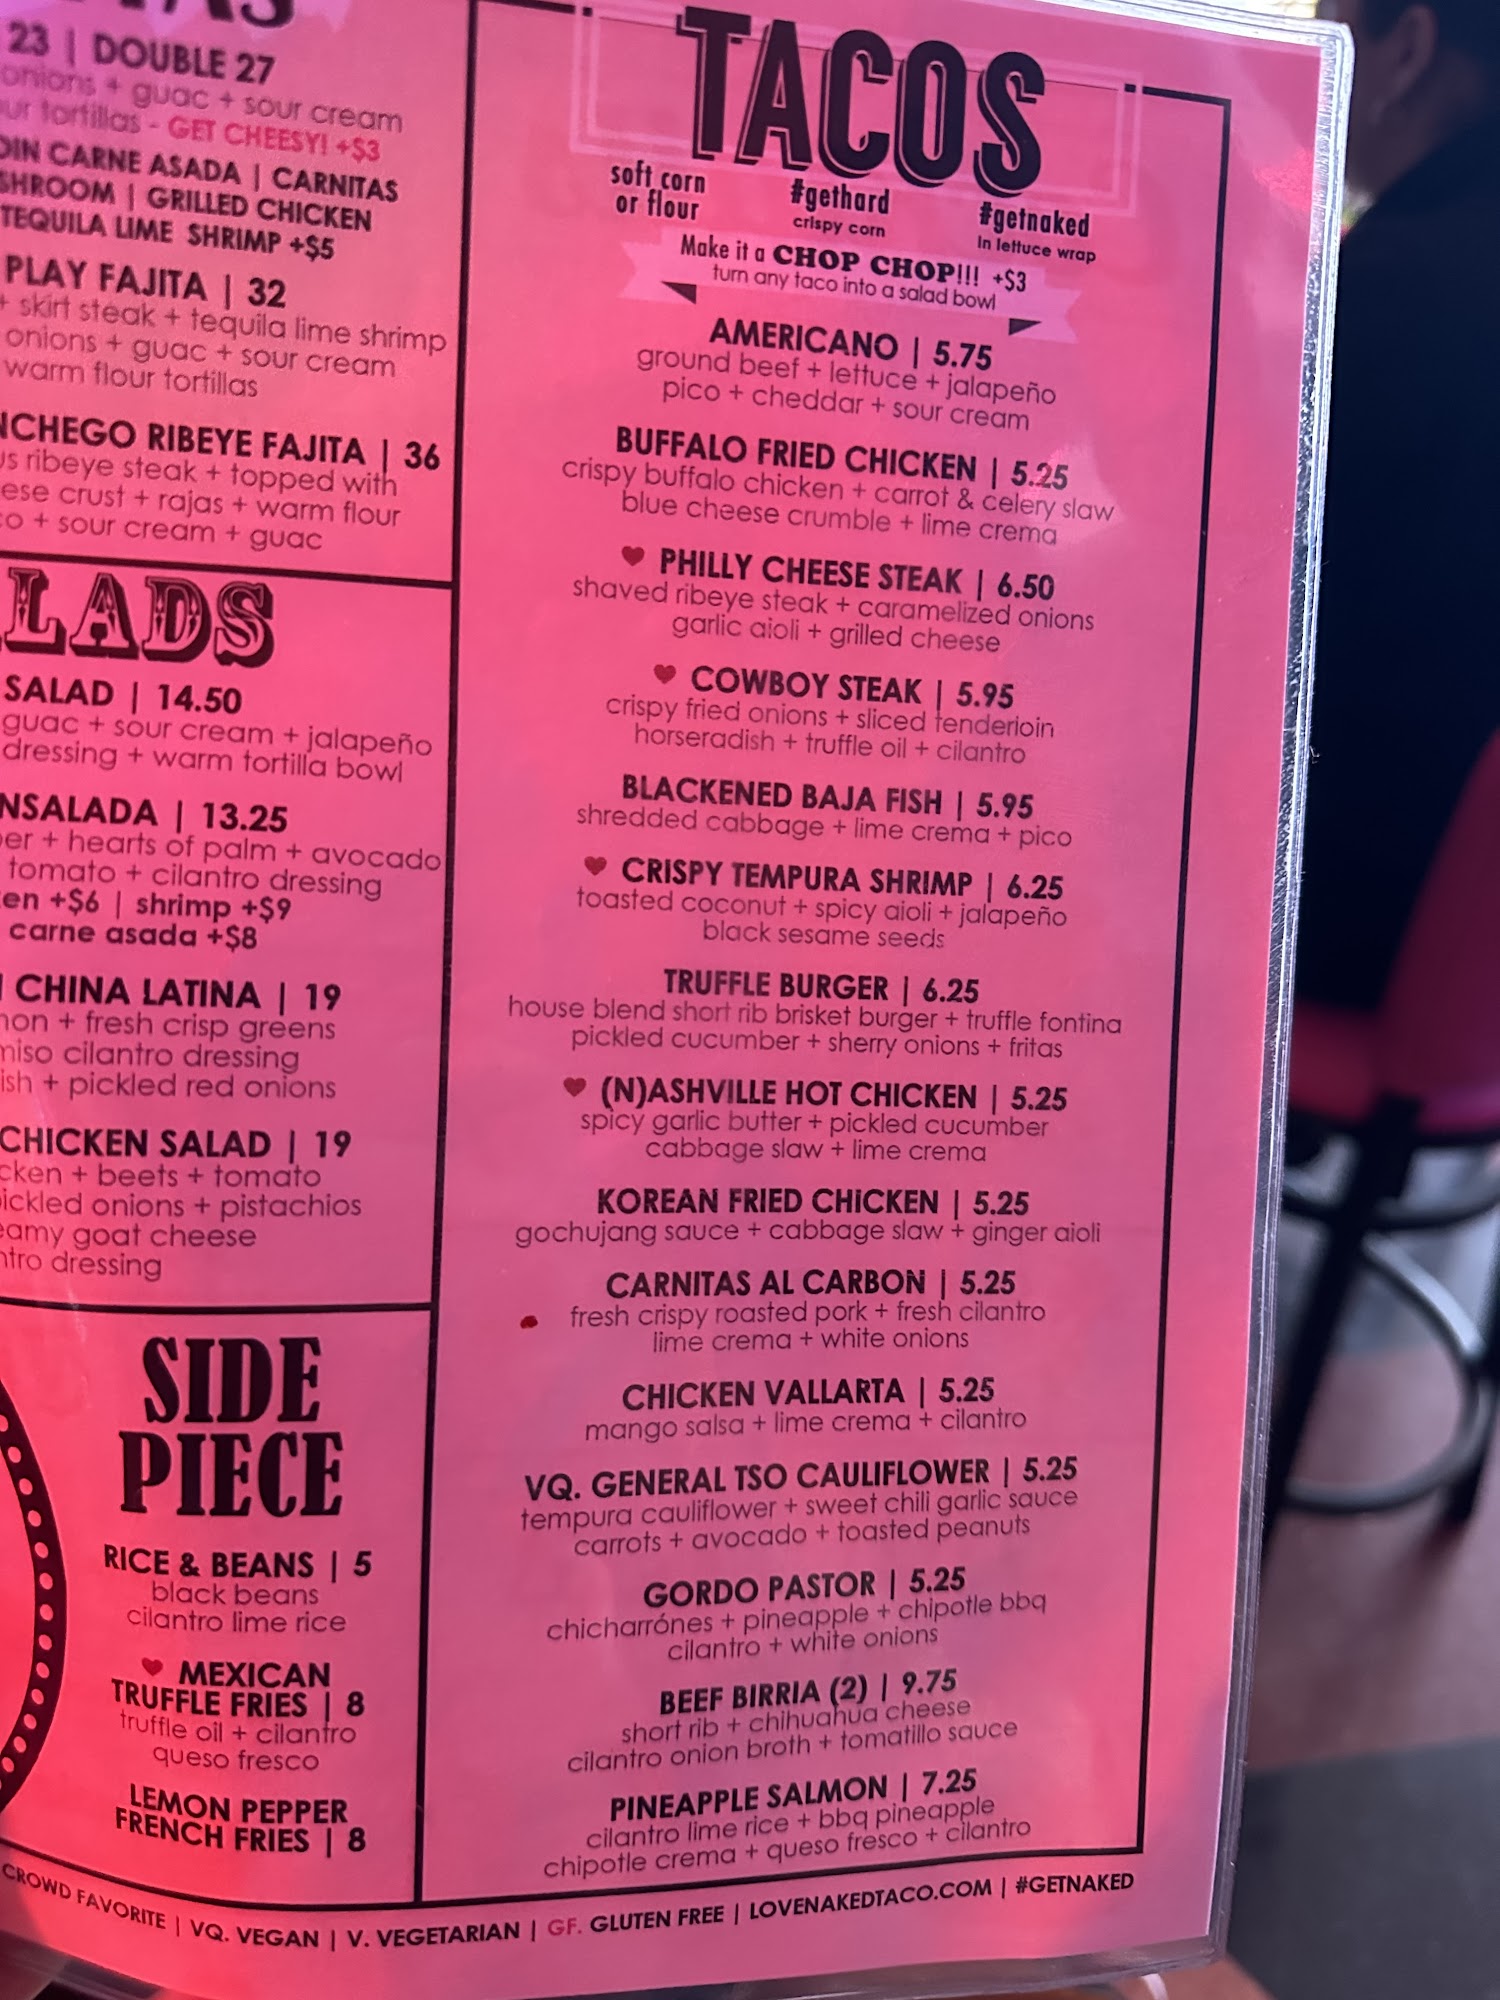 23 | DOUBLE 27
onions + guac + sour cream
tortillas - GET CHEESY! +$3
CARNE ASADA | CARNITAS
SHROOM | GRILLED CHICKEN
TEQUILA LIME SHRIMP +$5
PLAY FAJITA | 32
+ skirt steak + tequila lime shrimp
onions + guac + sour cream
warm flour tortillas
RIBEYE FAJITA | 36
ribeye steak + topped with
crust + rajas + warm flour
+ sour cream + guac
SALAD | 14.50
guac + sour cream + jalapeño
dressing + warm tortilla bowl
NSALADA | 13.25
+ hearts of palm + avocado
tomato + cilantro dressing
+$6 | shrimp +$9
carne asada +$8
CHINA LATINA | 19
+ fresh crisp greens
miso cilantro dressing
+ pickled red onions
CHICKEN SALAD | 19
+ beets + tomato
pickled onions + pistachios
goat cheese
dressing
SIDE
PIECE
RICE & BEANS | 5
black beans
cilantro lime rice
MEXICAN
TRUFFLE FRIES | 8
truffle oil + cilantro
queso fresco
LEMON PEPPER
FRENCH FRIES | 8
TACOS
soft corn
or flour
#gethard
crispy corn
#getnaked
In lettuce wrap
Make it a CHOP CHOP!!! +$3
turn any taco into a salad bowl
AMERICANO | 5.75
ground beef + lettuce + jalapeño
pico + cheddar + sour cream
BUFFALO FRIED CHICKEN | 5.25
crispy buffalo chicken + carrot & celery slaw
blue cheese crumble + lime crema
PHILLY CHEESE STEAK | 6.50
shaved ribeye steak + caramelized onions
garlic aioli + grilled cheese
COWBOY STEAK | 5.95
crispy fried onions + sliced tenderloin
horseradish + truffle oil + cilantro
BLACKENED BAJA FISH | 5.95
shredded cabbage + lime crema + pico
CRISPY TEMPURA SHRIMP | 6.25
toasted coconut + spicy aioli + jalapeño
black sesame seeds
TRUFFLE BURGER | 6.25
house blend short rib brisket burger + truffle fontina
pickled cucumber + sherry onions + fritas
(N)ASHVILLE HOT CHICKEN | 5.25
spicy garlic butter + pickled cucumber
cabbage slaw + lime crema
KOREAN FRIED CHICKEN | 5.25
gochujang sauce + cabbage slaw + ginger aioli
CARNITAS AL CARBON | 5.25
fresh crispy roasted pork + fresh cilantro
lime crema + white onions
CHICKEN VALLARTA | 5.25
mango salsa + lime crema + cilantro
VQ. GENERAL TSO CAULIFLOWER | 5.25
tempura cauliflower + sweet chili garlic sauce
carrots + avocado + toasted peanuts
GORDO PASTOR | 5.25
chicharrónes + pineapple + chipotle bbq
cilantro + white onions
BEEF BIRRIA (2) | 9.75
short rib + chihuahua cheese
cilantro onion broth + tomatillo sauce
PINEAPPLE SALMON | 7.25
cilantro lime rice + bbq pineapple
chipotle crema + queso fresco + cilantro
CROWD FAVORITE | VQ. VEGAN | V. VEGETARIAN | GF. GLUTEN FREE | LOVENAKEDTACO.COM | #GETNAKED